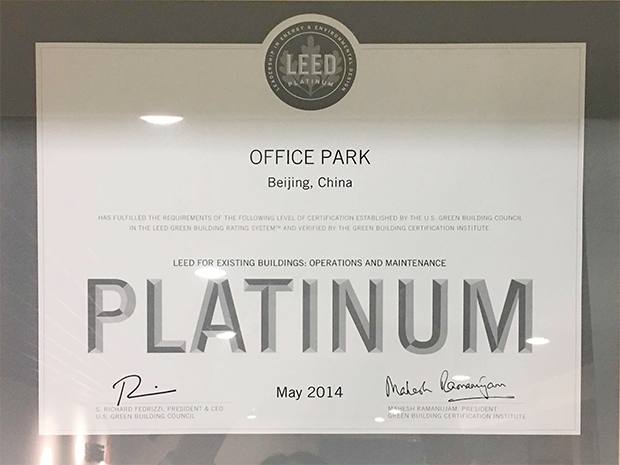 LEADERSHIP IN ENERGY & ENVIRONMENTAL DESIGN
LEED
PLATINUM
OFFICE PARK
Beijing, China
HAS FULFILLED THE REQUIREMENTS OF THE FOLLOWING LEVEL OF CERTIFICATION ESTABLISHED BY THE U.S. GREEN BUILDING COUNCIL
IN THE LEED GREEN BUILDING RATING SYSTEM™ AND VERIFIED BY THE GREEN BUILDING CERTIFICATION INSTITUTE.
LEED FOR EXISTING BUILDINGS: OPERATIONS AND MAINTENANCE
PLATINUM
May 2014
Mahesh Ramanujam
S. RICHARD FEDRIZZI, PRESIDENT & CEO
U.S. GREEN BUILDING COUNCIL
MAHESH RAMANUJAM, PRESIDENT
GREEN BUILDING CERTIFICATION INSTITUTE